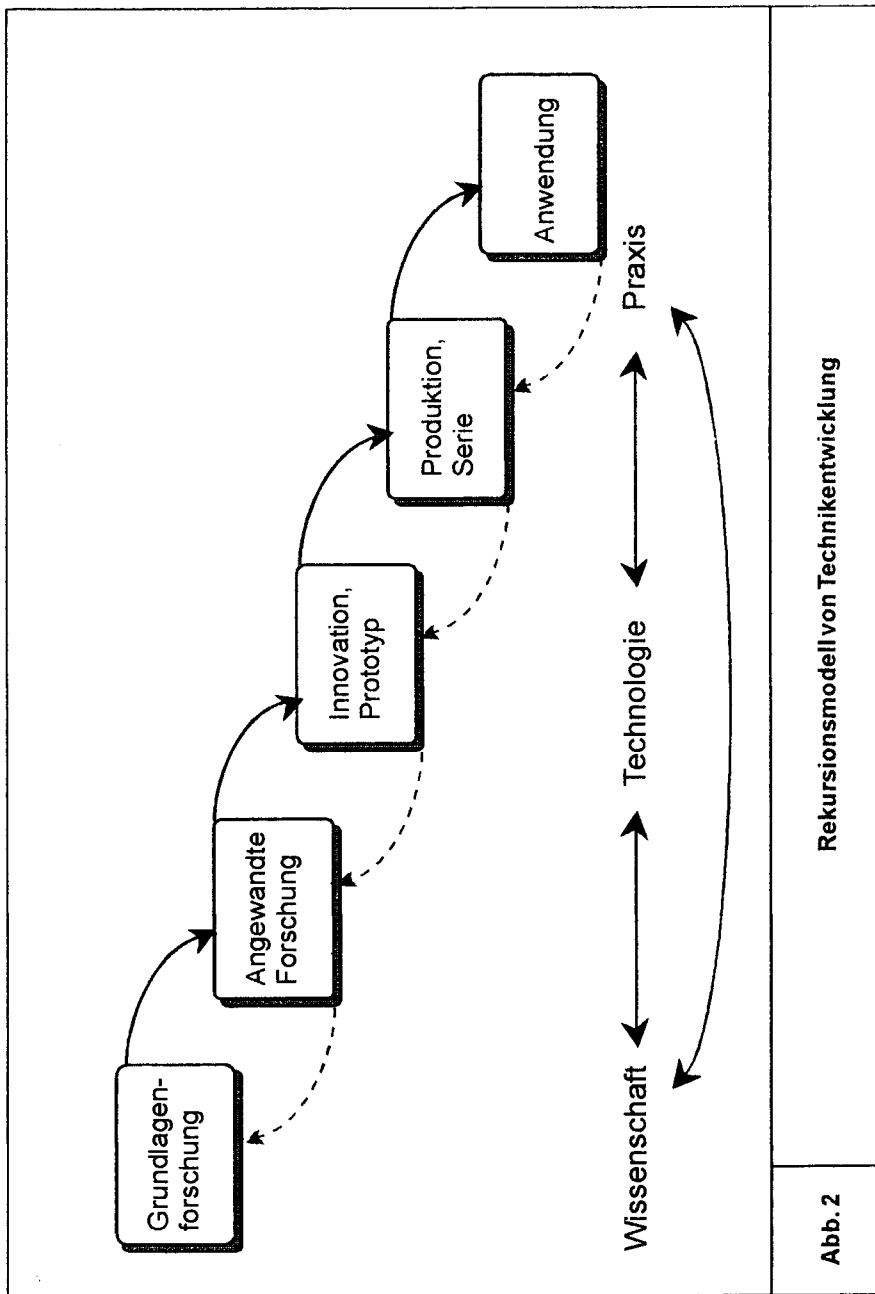 Grundlagen-
forschung
Angewandte
Forschung
Innovation,
Prototyp
Produktion,
Serie
Anwendung
Wissenschaft
Technologie
Praxis
Abb. 2
Rekursionsmodell von Technikentwicklung